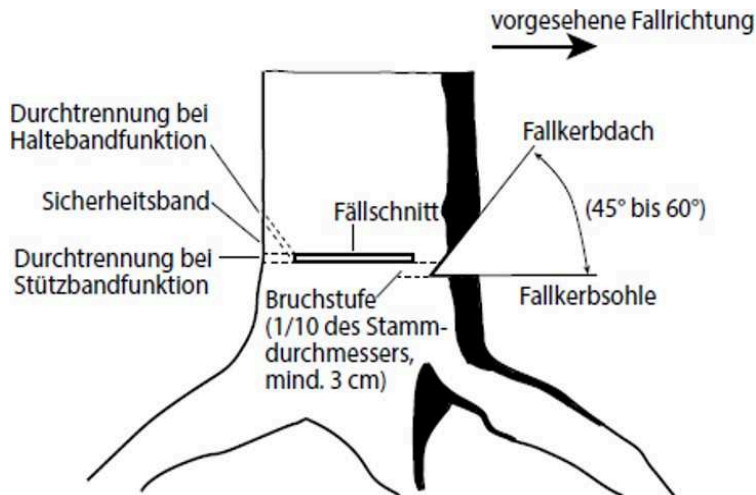 vorgesehene Fallrichtung
Durchtrennung bei
Haltebandfunktion
Fallkerbdach
Sicherheitsband
Fällschnitt
(45° bis 60°)
Durchtrennung bei
Stützbandfunktion
Bruchstufe
(1/10 des Stamm-
durchmessers,
mind. 3 cm)
Fallkerbsohle